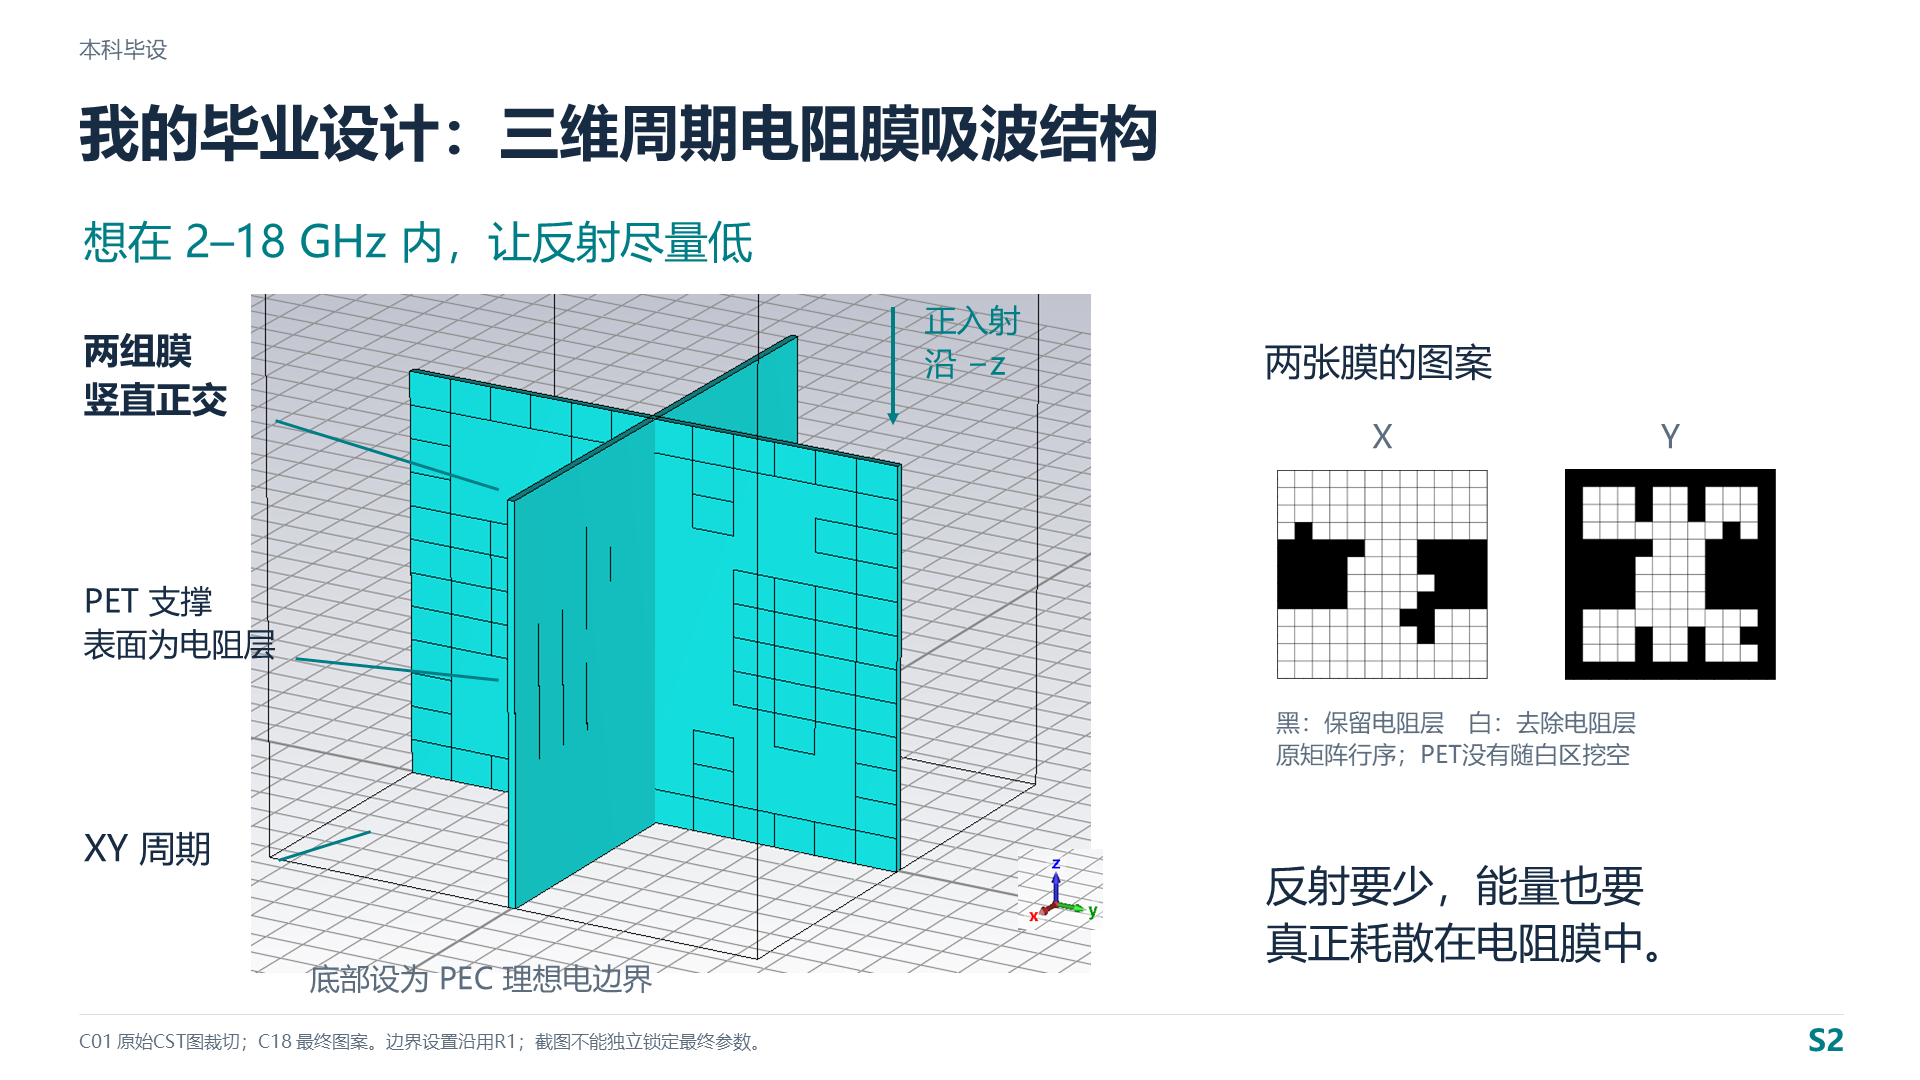 本科毕设
我的毕业设计：三维周期电阻膜吸波结构
想在 2–18 GHz 内，让反射尽量低
两组膜
竖直正交
正入射
沿 −z
PET 支撑
表面为电阻层
XY 周期
z
x
y
底部设为 PEC 理想电边界
两张膜的图案
X
Y
黑：保留电阻层　白：去除电阻层
原矩阵行序；PET没有随白区挖空
反射要少，能量也要
真正耗散在电阻膜中。
C01 原始CST图裁切；C18 最终图案。边界设置沿用R1；截图不能独立锁定最终参数。
S2